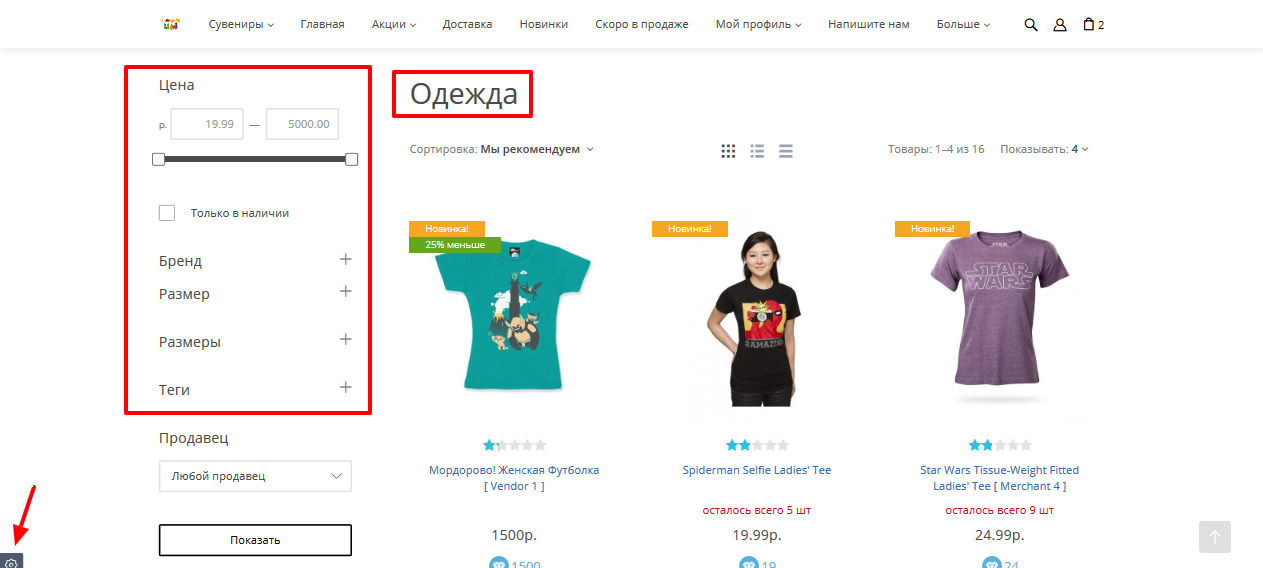 Сувениры Главная Акции Доставка Новинки Скоро в продаже Мой профиль Напишите нам Больше 2
Цена
р. 19.99 — 5000.00
Только в наличии
Бренд
Размер
Размеры
Теги
Продавец
Любой продавец
Показать
Одежда
Сортировка: Мы рекомендуем Товары: 1–4 из 16 Показывать: 4
Новинка!
25% меньше
Мордорово! Женская Футболка
[ Vendor 1 ]
1500р.
1500
Новинка!
Spiderman Selfie Ladies' Tee
осталось всего 5 шт
19.99р.
19
Новинка!
STAR
WARS
Star Wars Tissue-Weight Fitted
Ladies' Tee [ Merchant 4 ]
осталось всего 9 шт
24.99р.
24